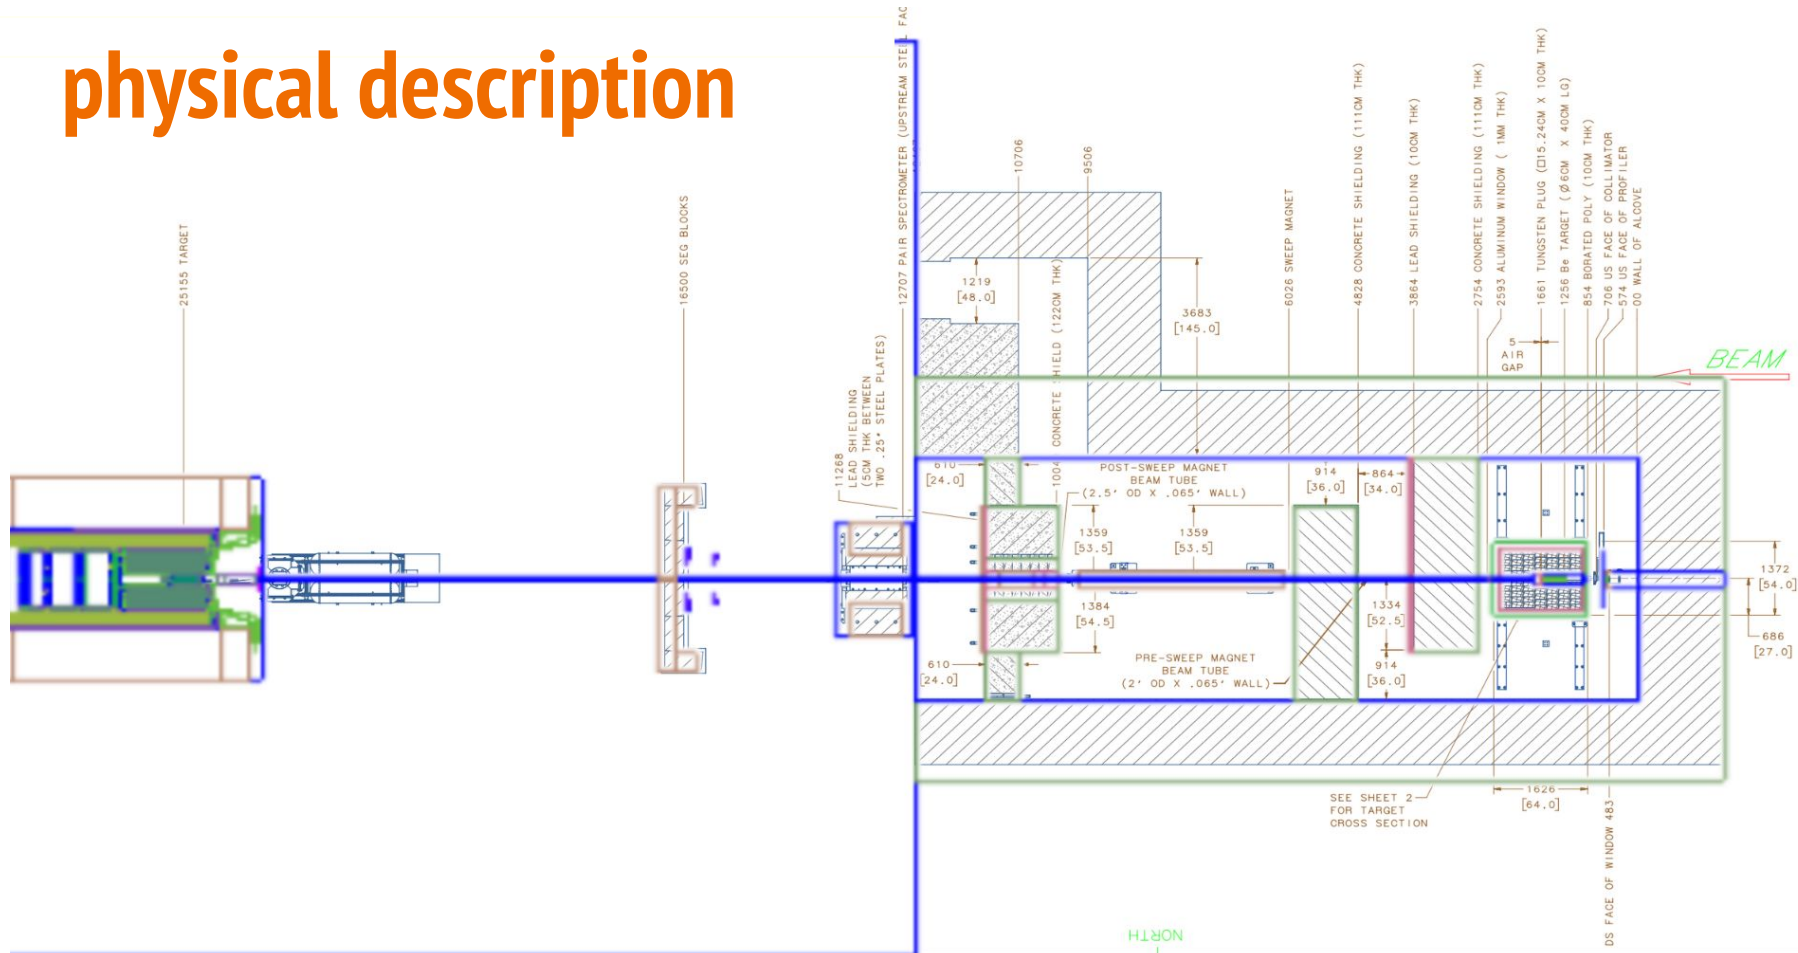 physical description
25155 TARGET
16500 SEG BLOCKS
11268
LEAD SHIELDING
(5CM THK BETWEEN
TWO .25" STEEL PLATES)
12707 PAIR SPECTROMETER (UPSTREAM STEEL FAC
10706
9506
1219
[48.0]
CONCRETE SHIELD (122CM THK)
3683
[145.0]
6026 SWEEP MAGNET
4828 CONCRETE SHIELDING (111CM THK)
3864 LEAD SHIELDING (10CM THK)
2754 CONCRETE SHIELDING (111CM THK)
2593 ALUMINUM WINDOW ( 1MM THK)
1661 TUNGSTEN PLUG (□15.24CM X 10CM THK)
1256 Be TARGET (Ø6CM X 40CM LG)
854 BORATED POLY (10CM THK)
706 US FACE OF COLLIMATOR
574 US FACE OF PROFILER
00 WALL OF ALCOVE
5
AIR
GAP
BEAM
610
[24.0]
1004
POST-SWEEP MAGNET
BEAM TUBE
(2.5' OD X .065' WALL)
914
[36.0]
864
[34.0]
1359
[53.5]
1359
[53.5]
1372
[54.0]
1384
[54.5]
1334
[52.5]
686
[27.0]
610
[24.0]
PRE-SWEEP MAGNET
BEAM TUBE
(2' OD X .065' WALL)
914
[36.0]
SEE SHEET 2
FOR TARGET
CROSS SECTION
1626
[64.0]
DS FACE OF WINDOW 483
NORTH